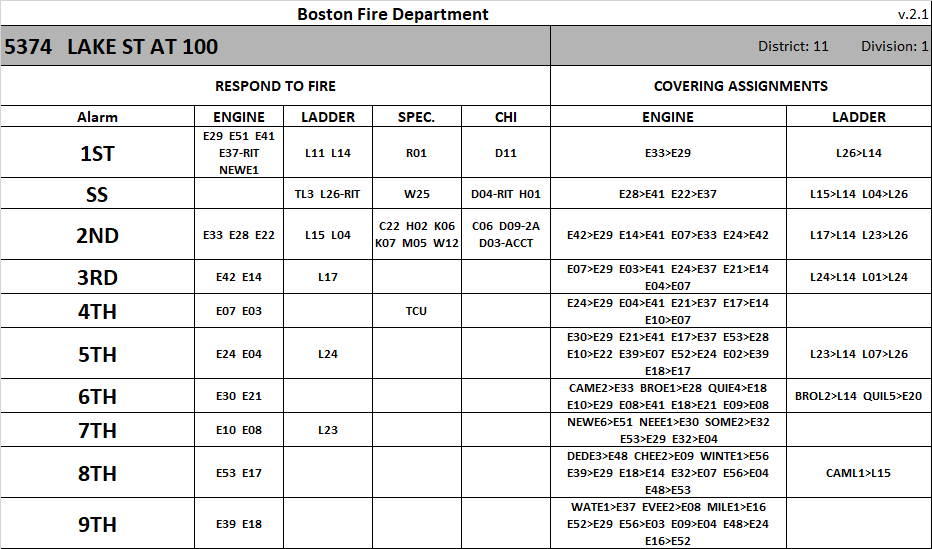 Boston Fire Department v.2.1
5374 LAKE ST AT 100 District: 11 Division: 1
RESPOND TO FIRE COVERING ASSIGNMENTS
Alarm ENGINE LADDER SPEC. CHI ENGINE LADDER
E29 E51 E41
E37-RIT
NEWE1
1ST L11 L14 R01 D11 E33>E29 L26>L14
SS TL3 L26-RIT W25 D04-RIT H01 E28>E41 E22>E37 L15>L14 L04>L26
2ND E33 E28 E22 L15 L04
C22 H02 K06
K07 M05 W12
C06 D09-2A
D03-ACCT
E42>E29 E14>E41 E07>E33 E24>E42 L17>L14 L23>L26
3RD E42 E14 L17
E07>E29 E03>E41 E24>E37 E21>E14
E04>E07
L24>L14 L01>L24
4TH E07 E03 TCU
E24>E29 E04>E41 E21>E37 E17>E14
E10>E07
5TH E24 E04 L24
E30>E29 E21>E41 E17>E37 E53>E28
E10>E22 E39>E07 E52>E24 E02>E39
E18>E17
L23>L14 L07>L26
6TH E30 E21
CAME2>E33 BROE1>E28 QUIE4>E18
E10>E29 E08>E41 E18>E21 E09>E08
BROL2>L14 QUIL5>E20
7TH E10 E08 L23
NEWE6>E51 NEEE1>E30 SOME2>E32
E53>E29 E32>E04
8TH E53 E17
DEDE3>E48 CHEE2>E09 WINTE1>E56
E39>E29 E18>E14 E32>E07 E56>E04
E48>E53
CAML1>L15
9TH E39 E18
WATE1>E37 EVEE2>E08 MILE1>E16
E52>E29 E56>E03 E09>E04 E48>E24
E16>E52